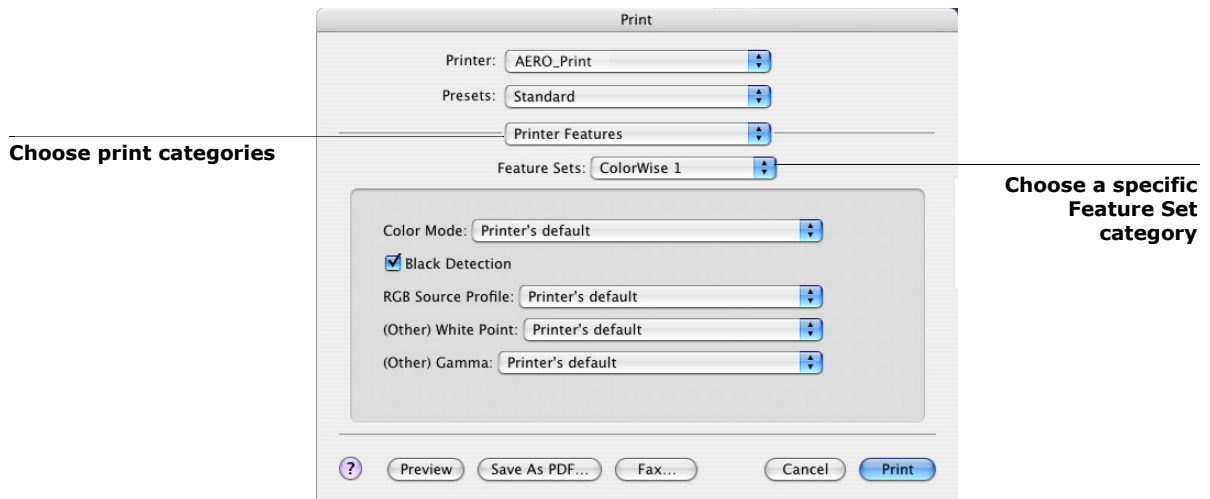 Print
Printer: AERO_Print
Presets: Standard
Printer Features
Choose print categories
Feature Sets: ColorWise 1
Choose a specific
Feature Set
category
Color Mode: Printer's default
Black Detection
RGB Source Profile: Printer's default
(Other) White Point: Printer's default
(Other) Gamma: Printer's default
? Preview Save As PDF... Fax... Cancel Print